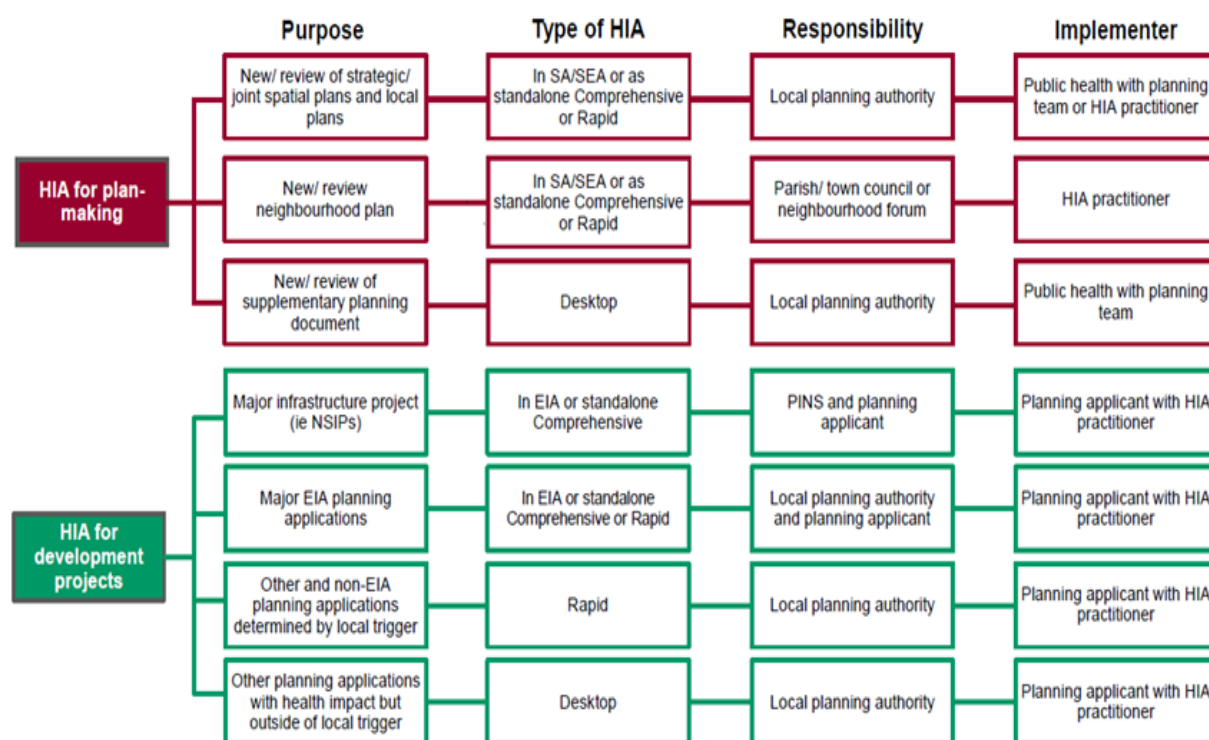 Purpose
Type of HIA
Responsibility
Implementer
HIA for plan-
making
New/ review of strategic/
joint spatial plans and local
plans
In SA/SEA or as
standalone Comprehensive
or Rapid
Local planning authority
Public health with planning
team or HIA practitioner
New/ review
neighbourhood plan
In SA/SEA or as
standalone Comprehensive
or Rapid
Parish/ town council or
neighbourhood forum
HIA practitioner
New/ review of
supplementary planning
document
Desktop
Local planning authority
Public health with planning
team
HIA for
development
projects
Major infrastructure project
(ie NSIPs)
In EIA or standalone
Comprehensive
PINS and planning
applicant
Planning applicant with HIA
practitioner
Major EIA planning
applications
In EIA or standalone
Comprehensive or Rapid
Local planning authority
and planning applicant
Planning applicant with HIA
practitioner
Other and non-EIA
planning applications
determined by local trigger
Rapid
Local planning authority
Planning applicant with HIA
practitioner
Other planning applications
with health impact but
outside of local trigger
Desktop
Local planning authority
Planning applicant with HIA
practitioner